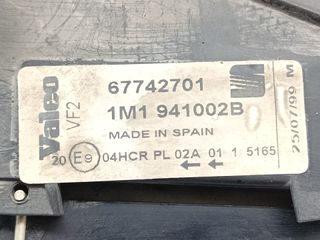 Valeo
VF2
67742701
1M1 941002B
MADE IN SPAIN
20 E9 04HCR PL 02A 01 1 5165
25/07/99 M